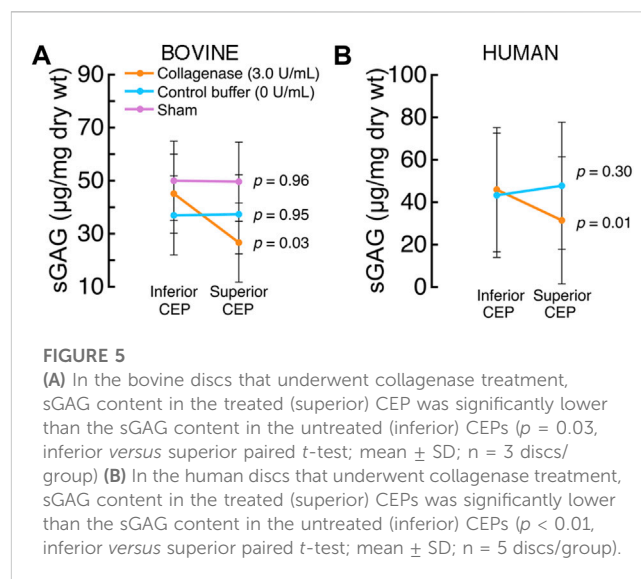 A BOVINE
B HUMAN
Collagenase (3.0 U/mL)
Control buffer (0 U/mL)
Sham
sGAG (µg/mg dry wt)
90
70
50
30
10
p = 0.96
p = 0.95
p = 0.03
Inferior CEP
Superior CEP
sGAG (µg/mg dry wt)
100
80
60
40
20
0
p = 0.30
p = 0.01
Inferior CEP
Superior CEP
FIGURE 5
(A) In the bovine discs that underwent collagenase treatment,
sGAG content in the treated (superior) CEP was significantly lower
than the sGAG content in the untreated (inferior) CEPs (p = 0.03,
inferior versus superior paired t-test; mean ± SD; n = 3 discs/
group) (B) In the human discs that underwent collagenase treatment,
sGAG content in the treated (superior) CEPs was significantly lower
than the sGAG content in the untreated (inferior) CEPs (p < 0.01,
inferior versus superior paired t-test; mean ± SD; n = 5 discs/group).